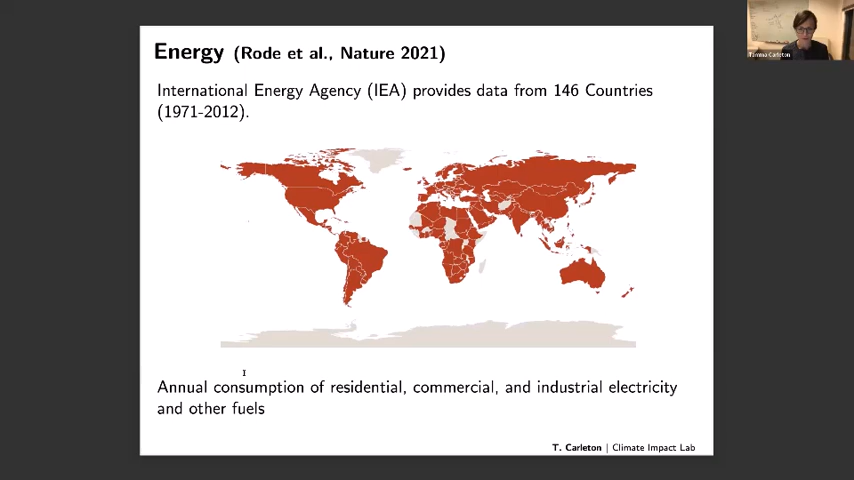 Energy (Rode et al., Nature 2021)
International Energy Agency (IEA) provides data from 146 Countries
(1971-2012).
Annual consumption of residential, commercial, and industrial electricity
and other fuels
T. Carleton | Climate Impact Lab
Tamma Carleton